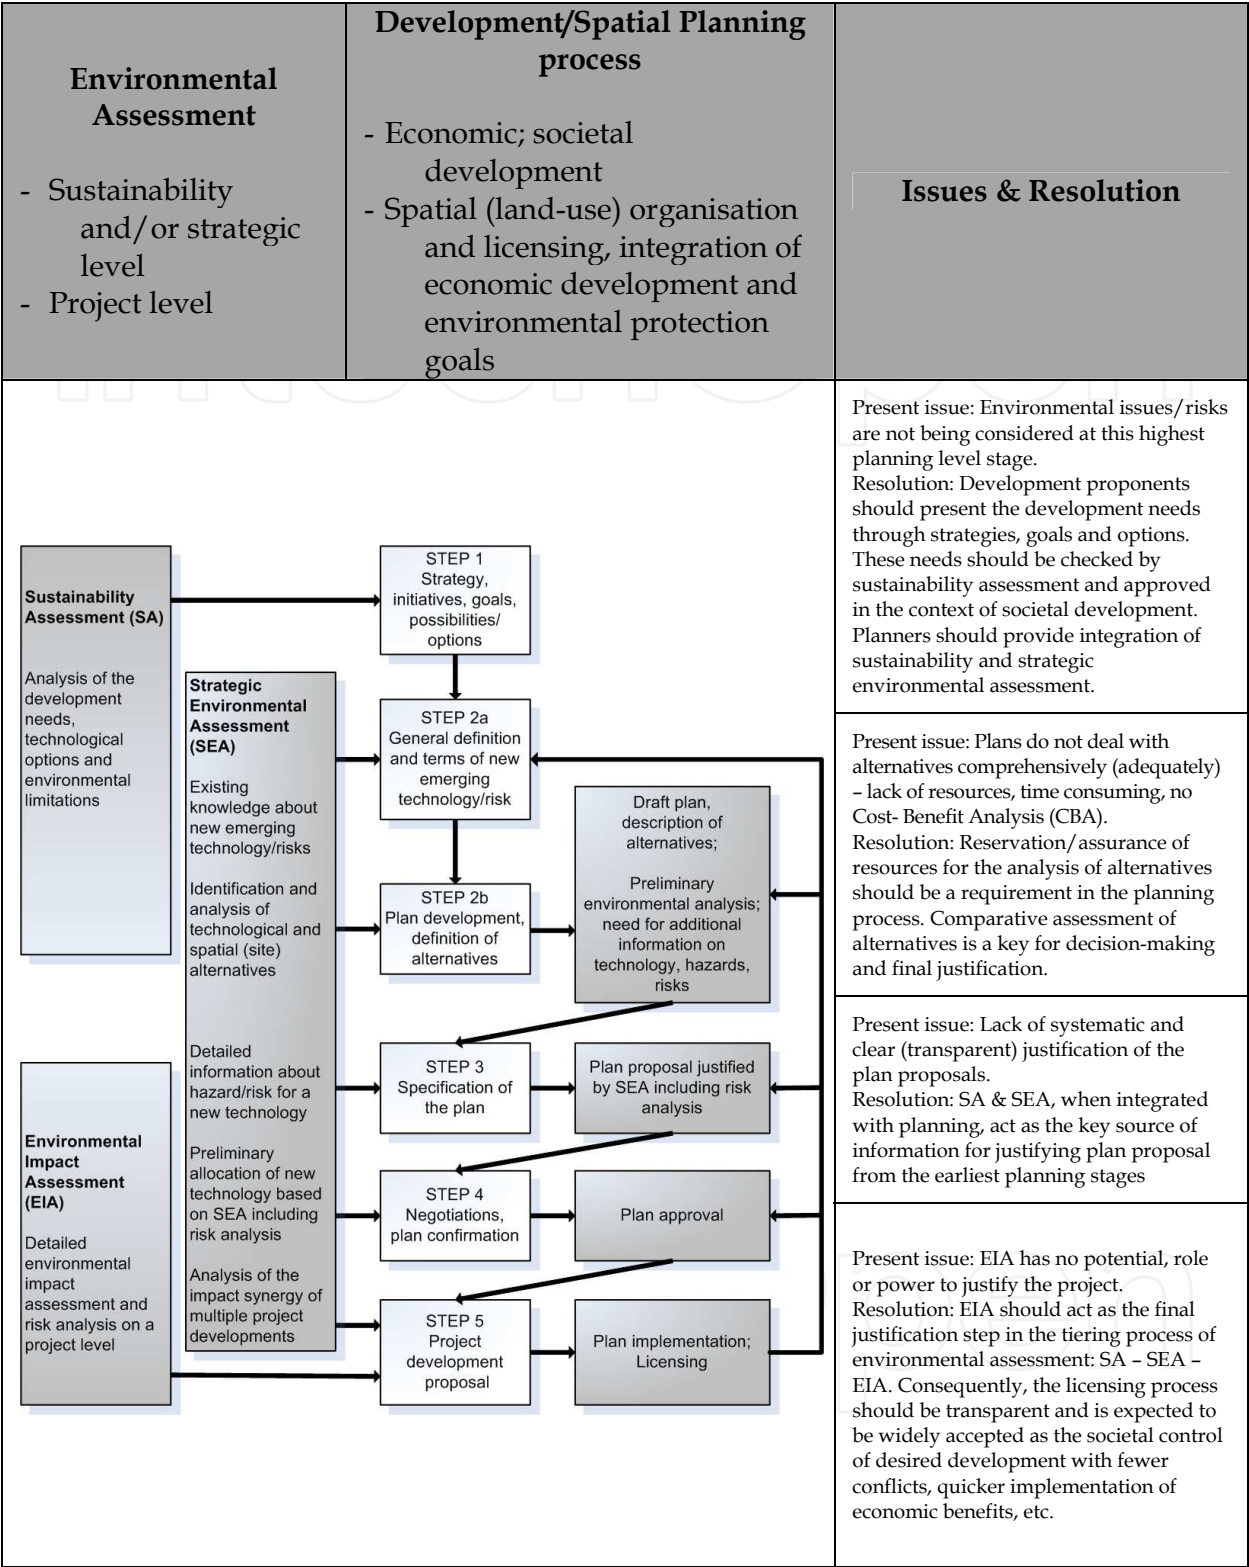 Environmental
Assessment
- Sustainability
and/or strategic
level
- Project level
Development/Spatial Planning
process
- Economic; societal
development
- Spatial (land-use) organisation
and licensing, integration of
economic development and
environmental protection
goals
Issues & Resolution
Sustainability
Assessment (SA)
Analysis of the
development
needs,
technological
options and
environmental
limitations
Environmental
Impact
Assessment
(EIA)
Detailed
environmental
impact
assessment and
risk analysis on a
project level
Strategic
Environmental
Assessment
(SEA)
Existing
knowledge about
new emerging
technology/risks
Identification and
analysis of
technological and
spatial (site)
alternatives
Detailed
information about
hazard/risk for a
new technology
Preliminary
allocation of new
technology based
on SEA including
risk analysis
Analysis of the
impact synergy of
multiple project
developments
STEP 1
Strategy,
initiatives, goals,
possibilities/
options
STEP 2a
General definition
and terms of new
emerging
technology/risk
STEP 2b
Plan development,
definition of
alternatives
Draft plan,
description of
alternatives;
Preliminary
environmental analysis;
need for additional
information on
technology, hazards,
risks
STEP 3
Specification of
the plan
Plan proposal justified
by SEA including risk
analysis
STEP 4
Negotiations,
plan confirmation
Plan approval
STEP 5
Project
development
proposal
Plan implementation;
Licensing
Present issue: Environmental issues/risks
are not being considered at this highest
planning level stage.
Resolution: Development proponents
should present the development needs
through strategies, goals and options.
These needs should be checked by
sustainability assessment and approved
in the context of societal development.
Planners should provide integration of
sustainability and strategic
environmental assessment.
Present issue: Plans do not deal with
alternatives comprehensively (adequately)
– lack of resources, time consuming, no
Cost- Benefit Analysis (CBA).
Resolution: Reservation/assurance of
resources for the analysis of alternatives
should be a requirement in the planning
process. Comparative assessment of
alternatives is a key for decision-making
and final justification.
Present issue: Lack of systematic and
clear (transparent) justification of the
plan proposals.
Resolution: SA & SEA, when integrated
with planning, act as the key source of
information for justifying plan proposal
from the earliest planning stages
Present issue: EIA has no potential, role
or power to justify the project.
Resolution: EIA should act as the final
justification step in the tiering process of
environmental assessment: SA – SEA –
EIA. Consequently, the licensing process
should be transparent and is expected to
be widely accepted as the societal control
of desired development with fewer
conflicts, quicker implementation of
economic benefits, etc.